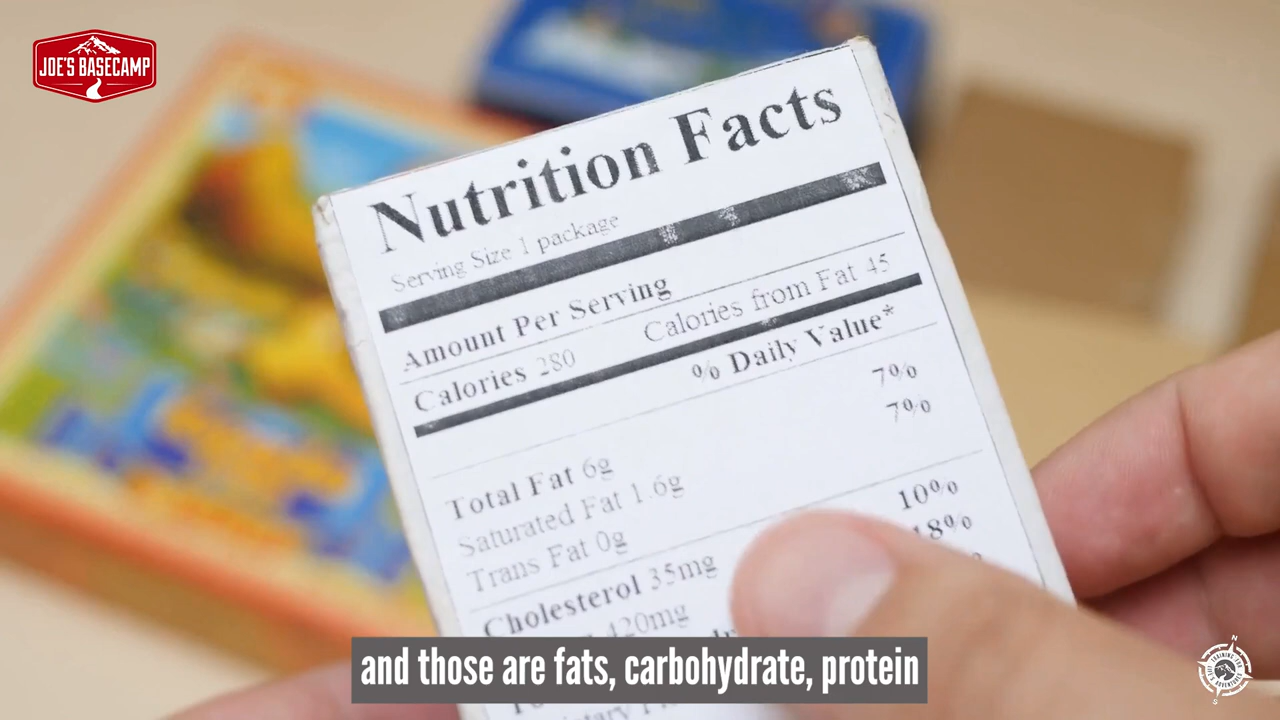 JOE'S BASECAMP
Nutrition Facts
Serving Size 1 package
Amount Per Serving
Calories 280 Calories from Fat 45
% Daily Value*
7%
7%
Total Fat 6g
Saturated Fat 1.6g
Trans Fat 0g
10%
Cholesterol 35mg
18%
420mg
and those are fats, carbohydrate, protein